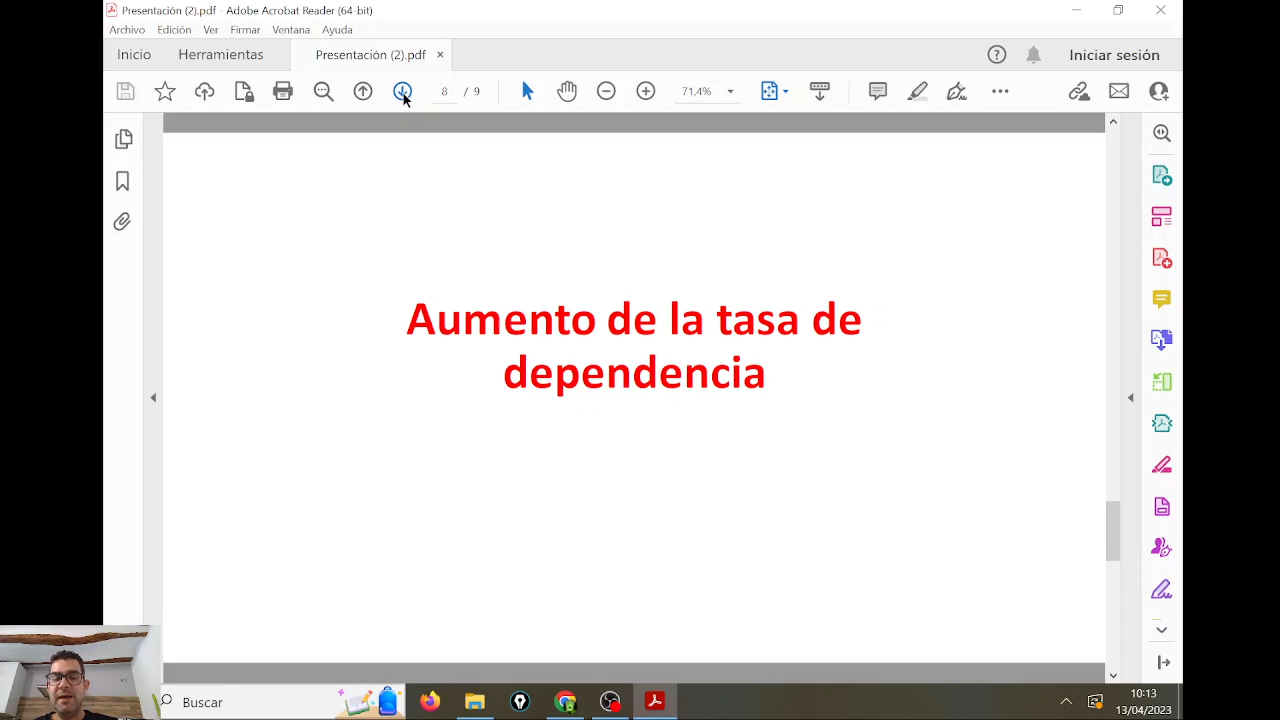 Presentación (2).pdf - Adobe Acrobat Reader (64-bit)
Archivo Edición Ver Firmar Ventana Ayuda
Inicio Herramientas Presentación (2).pdf × Iniciar sesión
8 / 9 71,4%
Aumento de la tasa de
dependencia
Buscar
10:13
13/04/2023